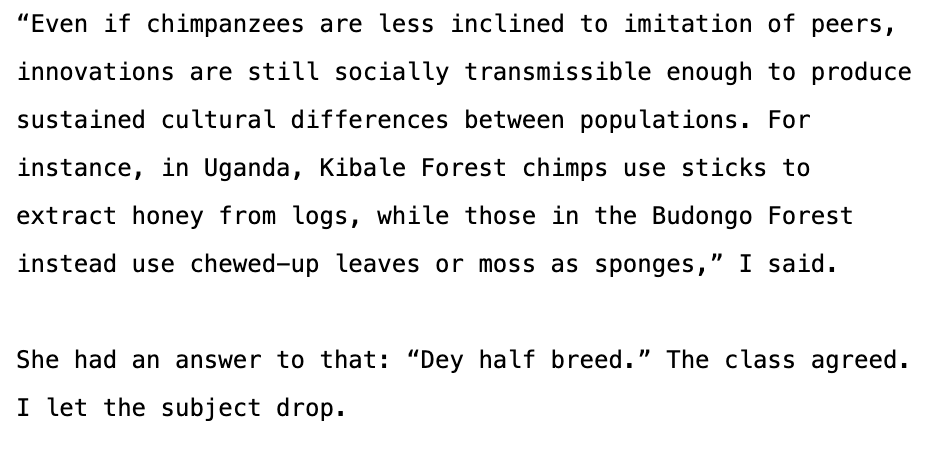 “Even if chimpanzees are less inclined to imitation of peers,
innovations are still socially transmissible enough to produce
sustained cultural differences between populations. For
instance, in Uganda, Kibale Forest chimps use sticks to
extract honey from logs, while those in the Budongo Forest
instead use chewed–up leaves or moss as sponges,” I said.
She had an answer to that: “Dey half breed.” The class agreed.
I let the subject drop.